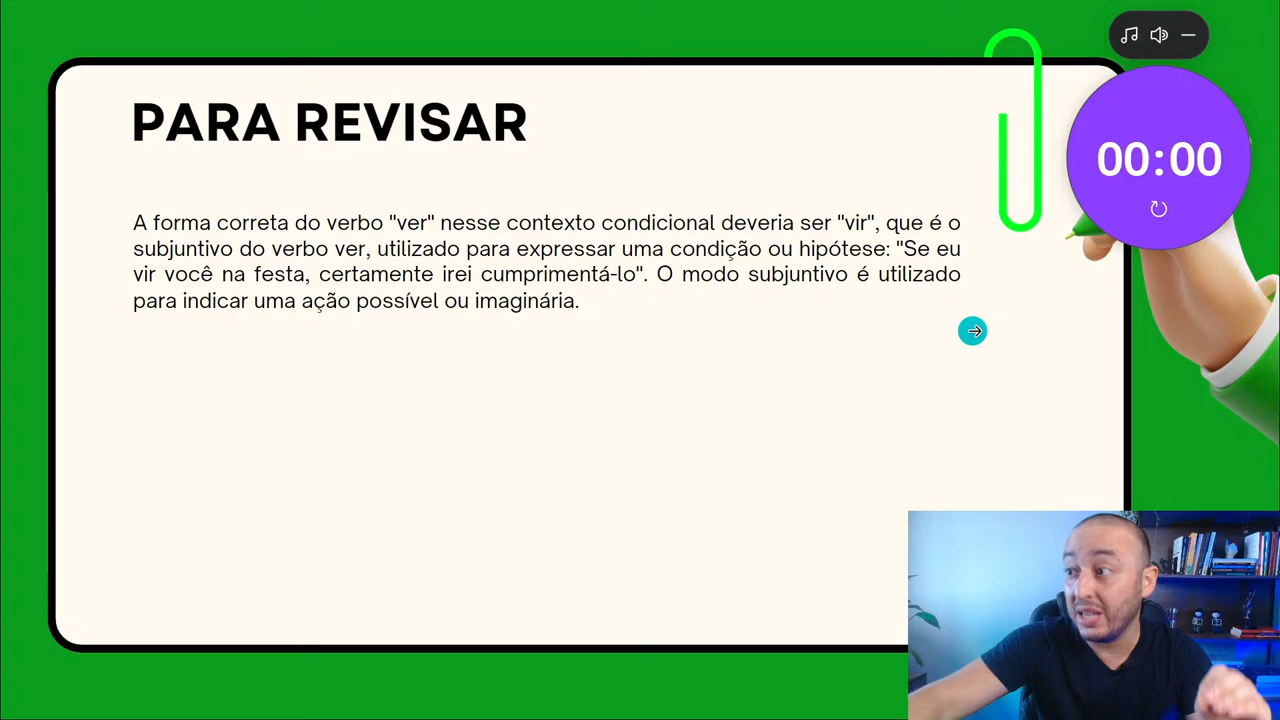 PARA REVISAR
00:00
A forma correta do verbo "ver" nesse contexto condicional deveria ser "vir", que é o
subjuntivo do verbo ver, utilizado para expressar uma condição ou hipótese: "Se eu
vir você na festa, certamente irei cumprimentá-lo". O modo subjuntivo é utilizado
para indicar uma ação possível ou imaginária.